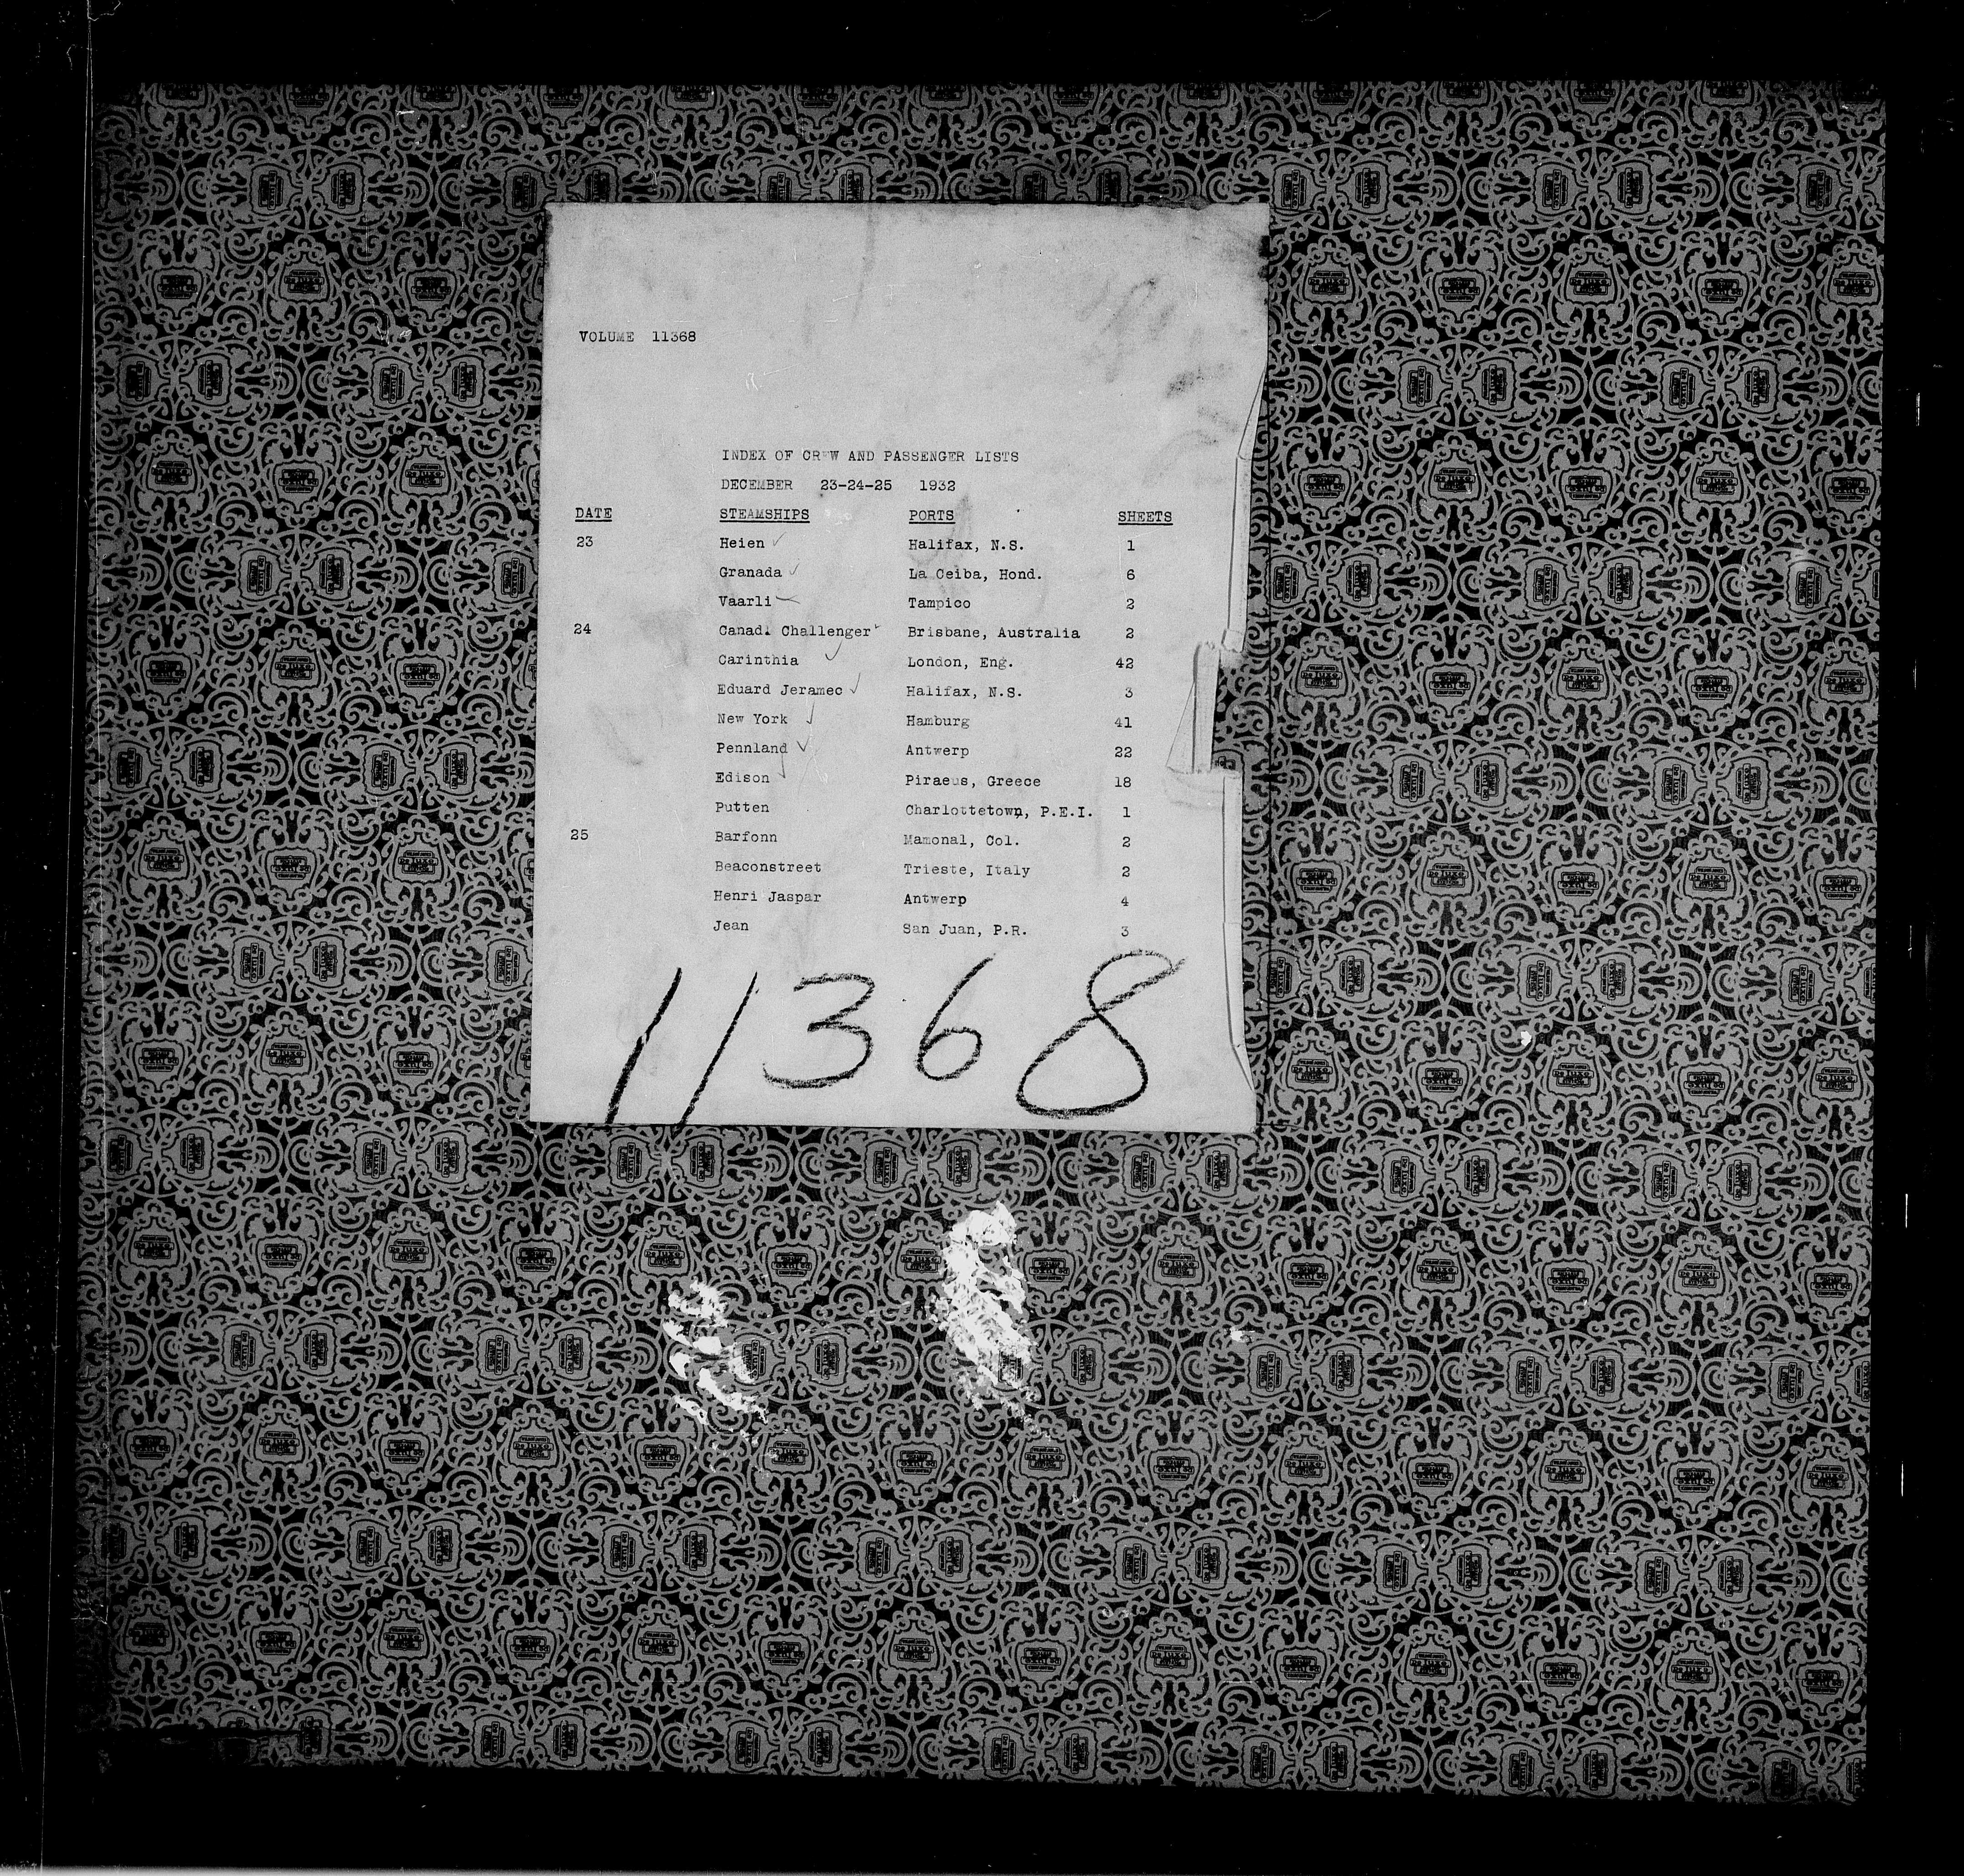 VOLUME 11368
INDEX OF CREW AND PASSENGER LISTS
DECEMBER 23-24-25 1932
DATE STEAMSHIPS PORTS SHEETS
23 Heien Halifax, N.S. 1
Granada La Ceiba, Hond. 6
Vaarli Tampico 2
24 Canad. Challenger Brisbane, Australia 2
Carinthia London, Eng. 42
Eduard Jeramec Halifax, N.S. 3
New York Hamburg 41
Pennland Antwerp 22
Edison Piraeus, Greece 18
Putten Charlottetown, P.E.I. 1
25 Barfonn Mamonal, Col. 2
Beaconstreet Trieste, Italy 2
Henri Jaspar Antwerp 4
Jean San Juan, P.R. 3
11368